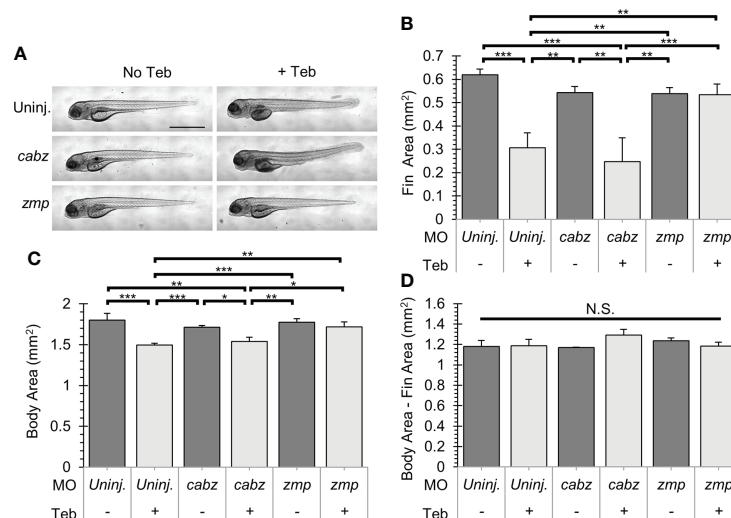 A
No Teb
+ Teb
Uninj.
cabz
zmp
B
**
**
*** ***
*** ** ** **
Fin Area (mm2)
0.7
0.6
0.5
0.4
0.3
0.2
0.1
0
MO Uninj. Uninj. cabz cabz zmp zmp
Teb - + - + - +
C
**
***
** *
*** *** * **
Body Area (mm2)
2
1.5
1
0.5
0
MO Uninj. Uninj. cabz cabz zmp zmp
Teb - + - + - +
D
N.S.
Body Area - Fin Area (mm2)
1.8
1.6
1.4
1.2
1
0.8
0.6
0.4
0.2
0
MO Uninj. Uninj. cabz cabz zmp zmp
Teb - + - + - +